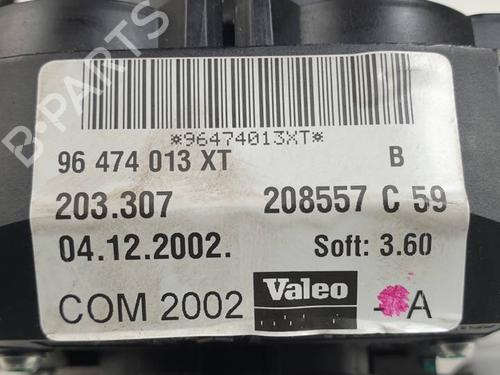 B-PARTS
*96474013XT*
96 474 013 XT B
203.307 208557 C 59
04.12.2002. Soft: 3.60
COM 2002 Valeo -A